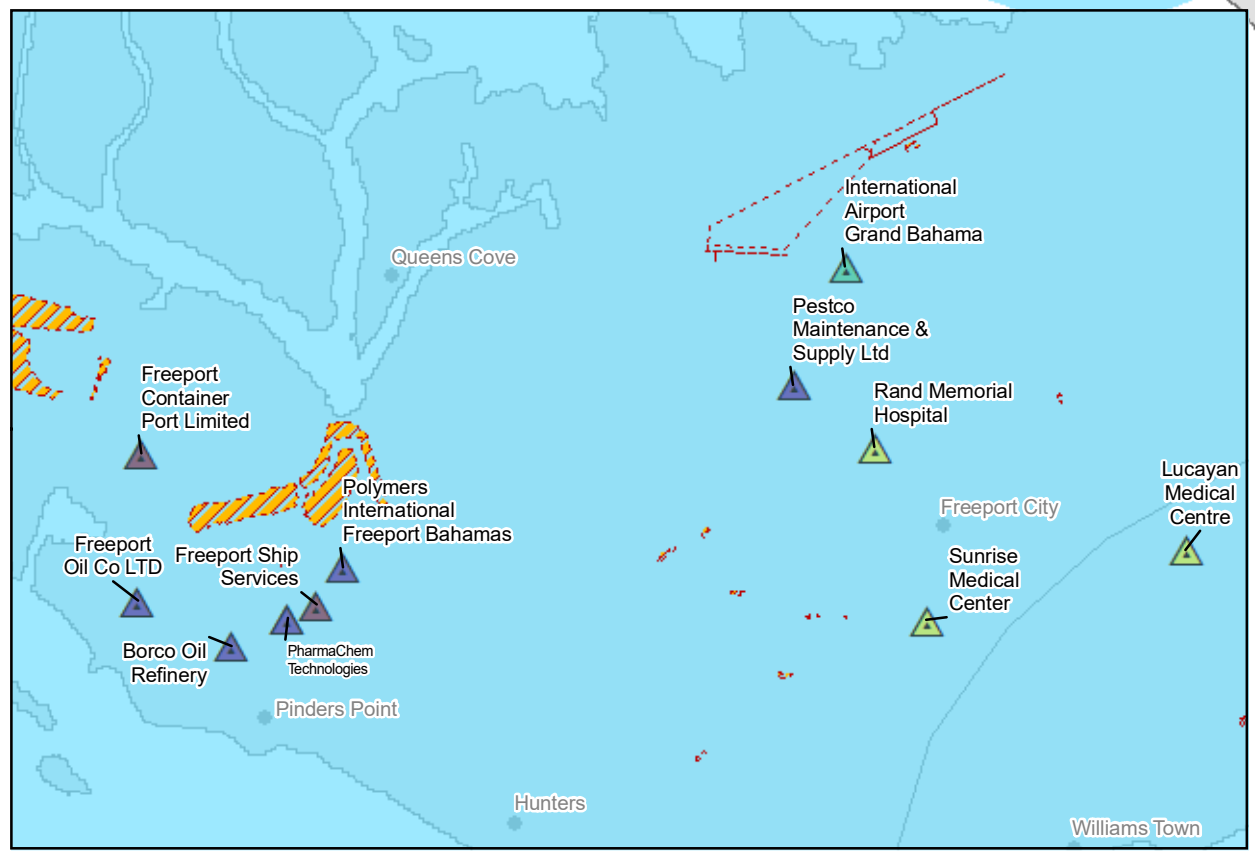 International
Airport
Grand Bahama
Queens Cove
Pestco
Maintenance &
Supply Ltd
Freeport
Container
Port Limited
Rand Memorial
Hospital
Lucayan
Medical
Centre
Polymers
International
Freeport Bahamas
Freeport City
Freeport
Oil Co LTD
Freeport Ship
Services
Sunrise
Medical
Center
Borco Oil
Refinery
PharmaChem
Technologies
Pinders Point
Hunters
Williams Town